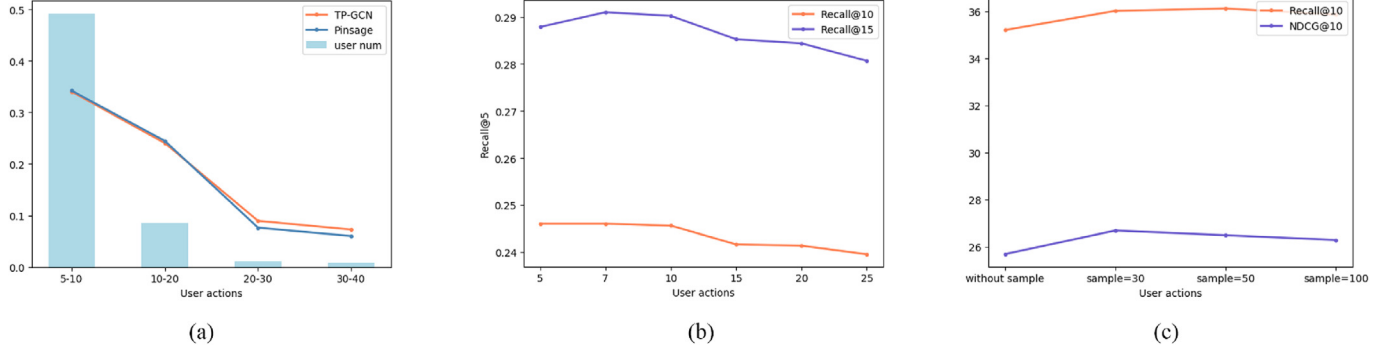 0.5
0.4
0.3
0.2
0.1
0.0
TP-GCN
Pinsage
user num
5-10
10-20
20-30
30-40
User actions
(a)
0.29
0.28
0.27
0.26
0.25
0.24
Recall@5
Recall@10
Recall@15
5
7
10
15
20
25
User actions
(b)
36
34
32
30
28
26
Recall@10
NDCG@10
without sample
sample=30
sample=50
sample=100
User actions
(c)